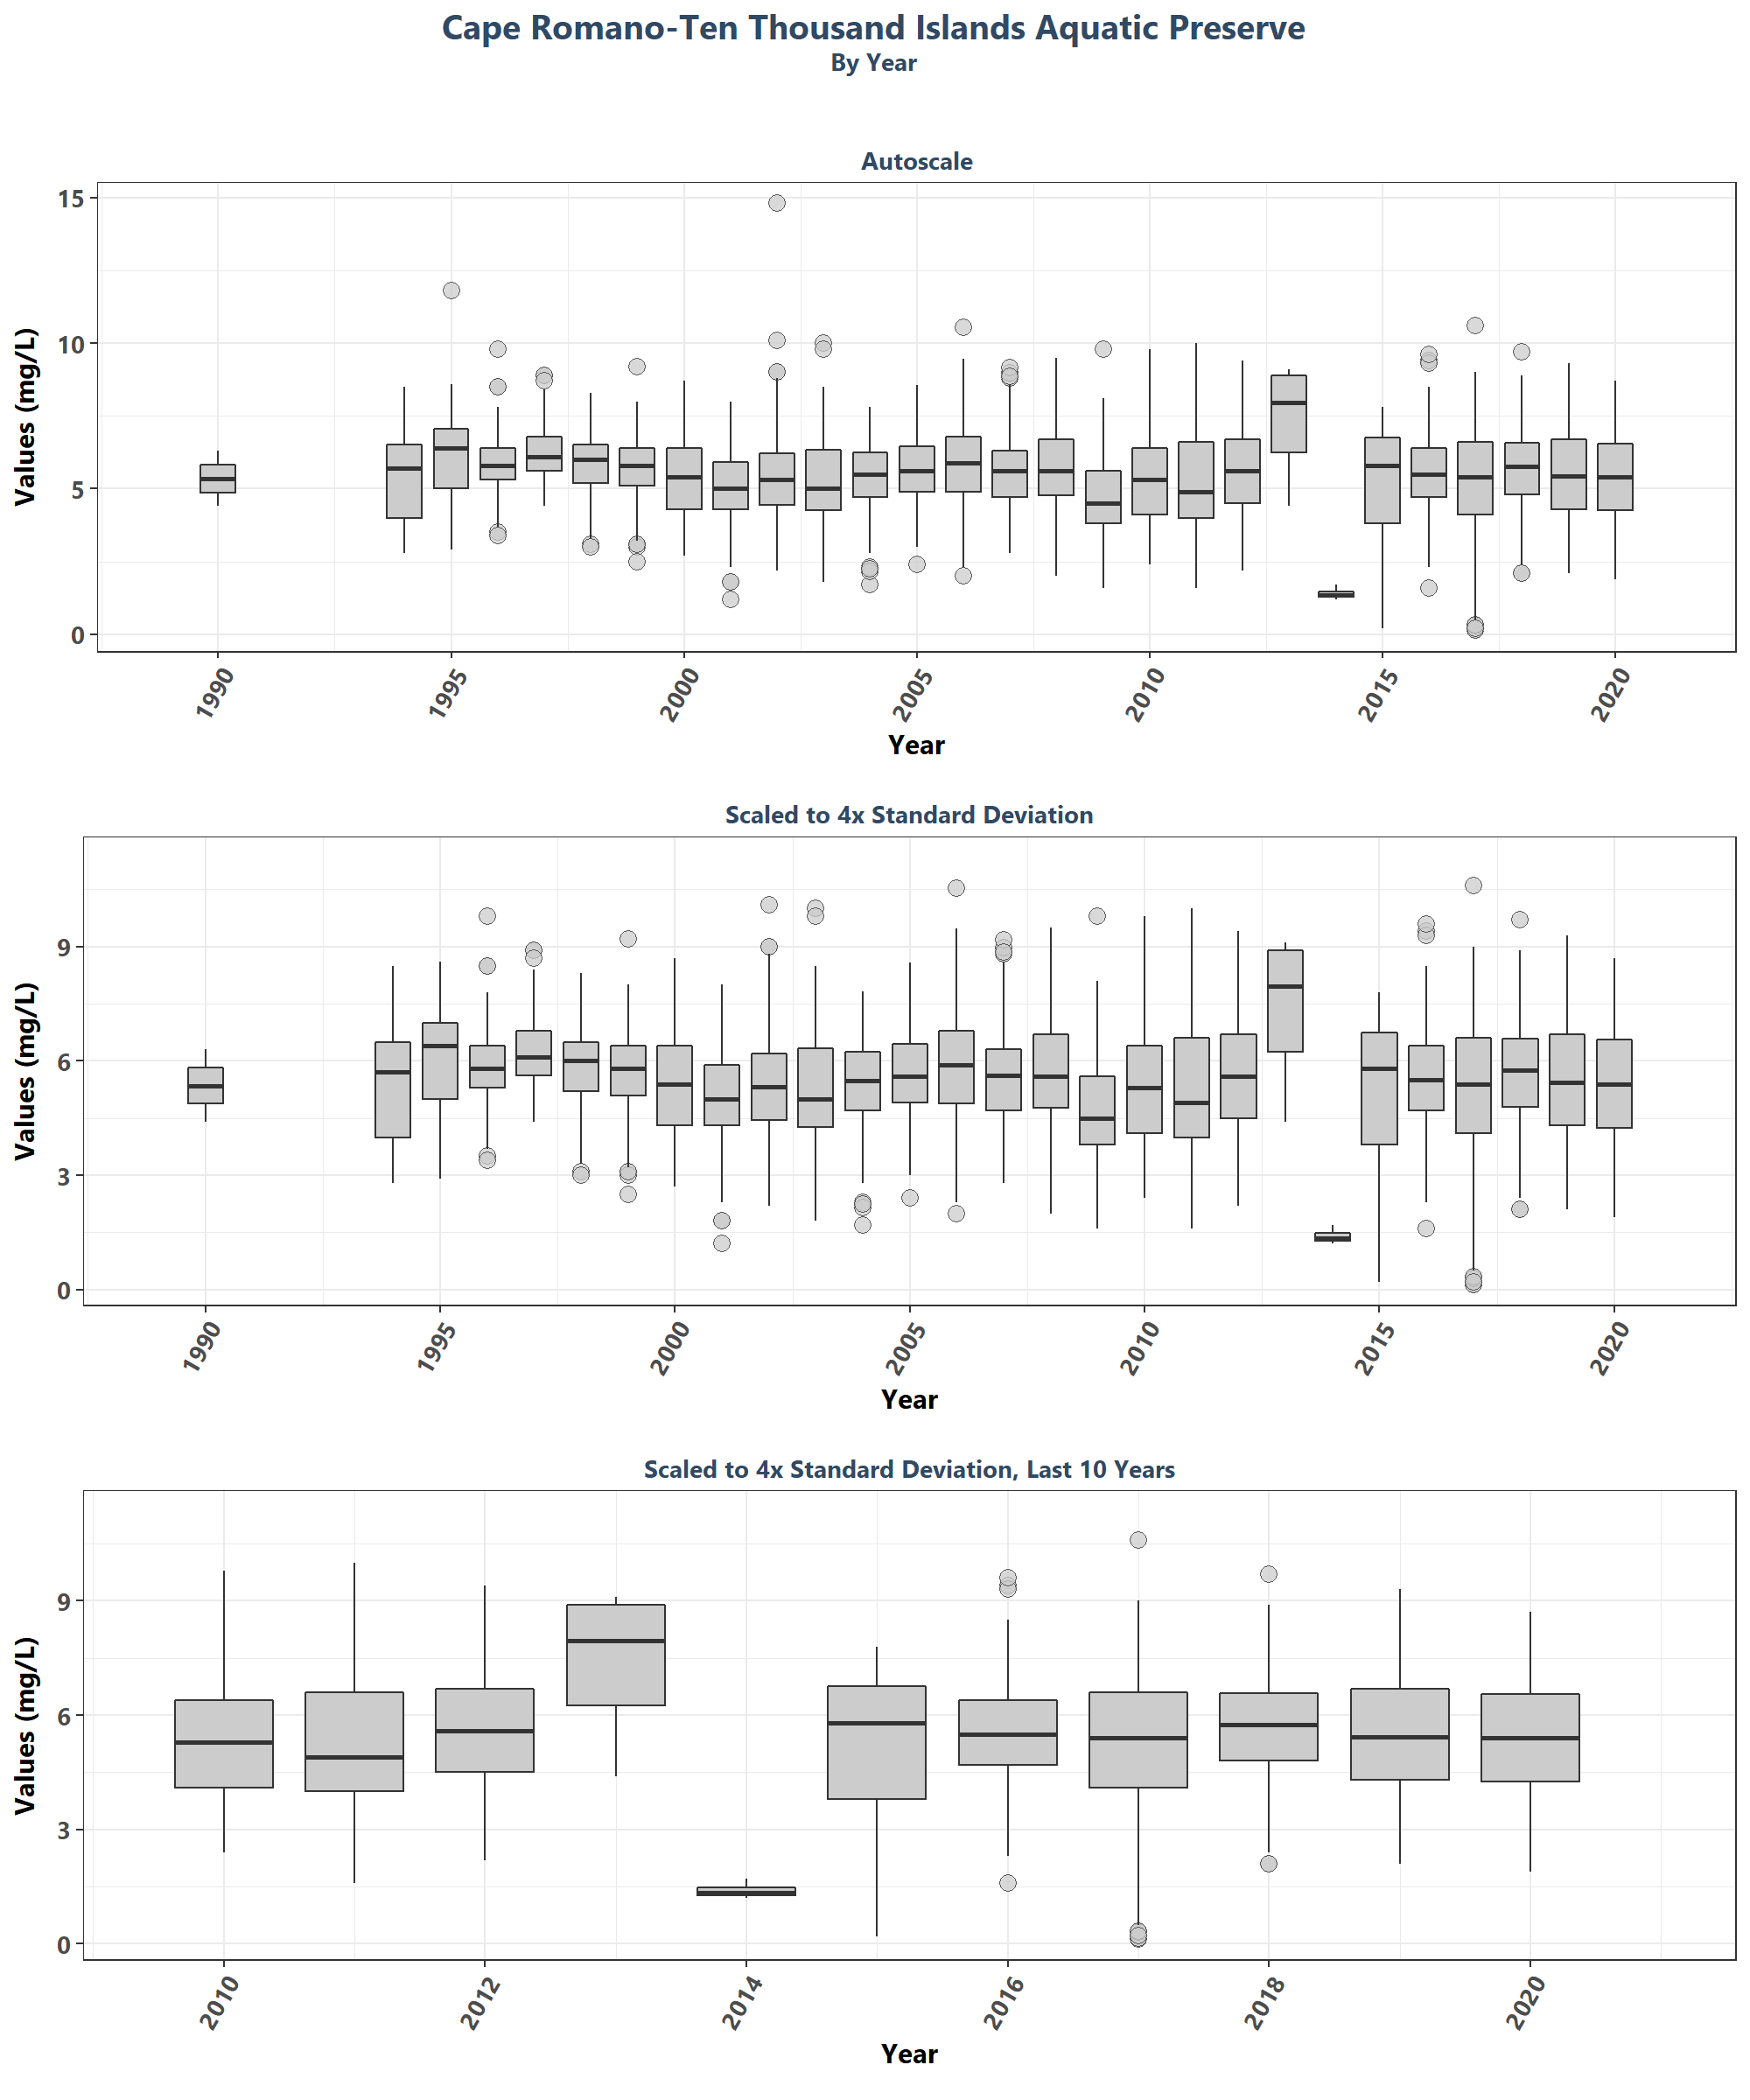 Cape Romano-Ten Thousand Islands Aquatic Preserve
By Year
Autoscale
Values (mg/L)
15
10
5
0
1990 1995 2000 2005 2010 2015 2020
Year
Scaled to 4x Standard Deviation
Values (mg/L)
9
6
3
0
1990 1995 2000 2005 2010 2015 2020
Year
Scaled to 4x Standard Deviation, Last 10 Years
Values (mg/L)
9
6
3
0
2010 2012 2014 2016 2018 2020
Year